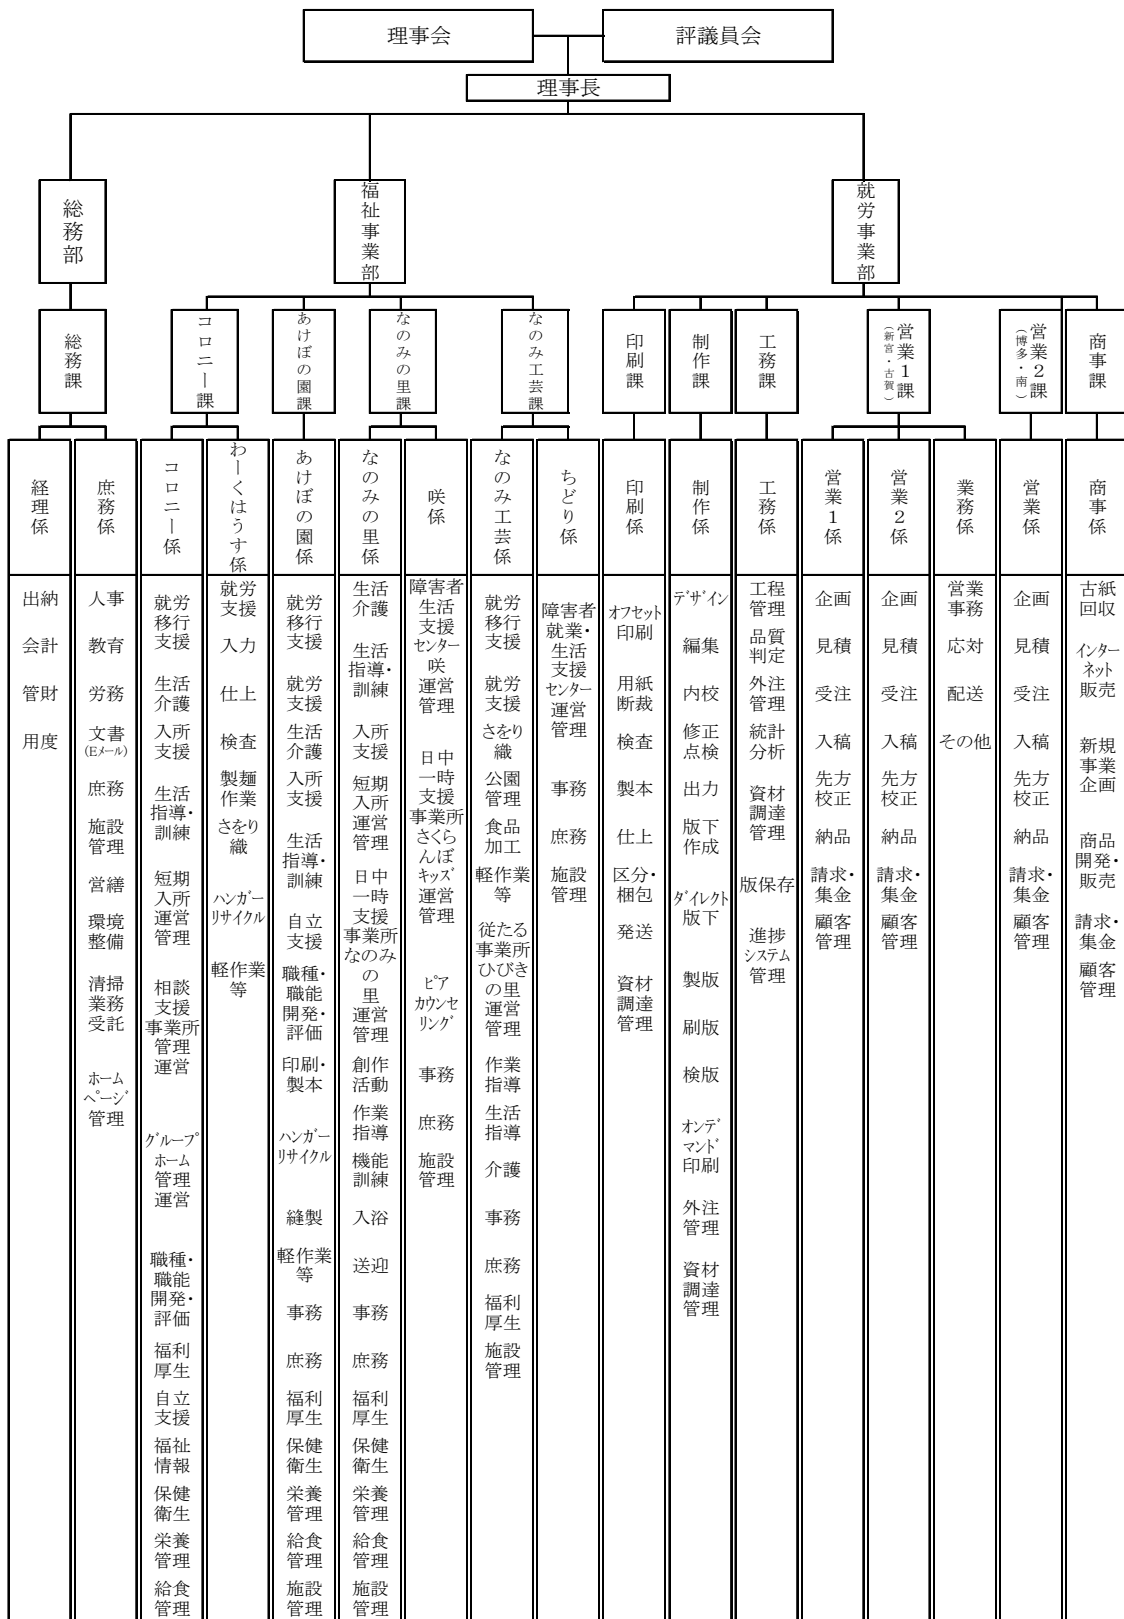 理事会
評議員会
理事長
総務部
福祉事業部
就労事業部
総務課
コロニー課
あけぼの園課
なのみの里課
なのみ工芸課
印刷課
制作課
工務課
営業1課
(新宮・古賀)
営業2課
(博多・南)
商事課
経理係
庶務係
コロニー係
わーくはうす係
あけぼの園係
なのみの里係
咲係
なのみ工芸係
ちどり係
印刷係
制作係
工務係
営業1係
営業2係
業務係
営業係
商事係
出納
会計
管財
用度
人事
教育
労務
文書
(Eメール)
庶務
施設
管理
営繕
環境
整備
清掃
業務
受託
ホーム
ページ
管理
就労
移行
支援
生活
介護
入所
支援
生活
指導・
訓練
短期
入所
運営
管理
相談
支援
事業所
管理
運営
グループ
ホーム
管理
運営
職種・
職能
開発・
評価
福利
厚生
自立
支援
福祉
情報
保健
衛生
栄養
管理
給食
管理
就労
支援
入力
仕上
検査
製麺
作業
さをり
織
ハンガー
リサイクル
軽作業
等
就労
移行
支援
就労
支援
生活
介護
入所
支援
生活
指導・
訓練
自立
支援
職種・
職能
開発・
評価
印刷・
製本
ハンガー
リサイクル
縫製
軽作業
等
事務
庶務
福利
厚生
保健
衛生
栄養
管理
給食
管理
施設
管理
生活
介護
生活
指導・
訓練
入所
支援
短期
入所
運営
管理
日中
一時
支援
事業所
なのみ
の
里
運営
管理
創作
活動
作業
指導
機能
訓練
入浴
送迎
事務
庶務
福利
厚生
保健
衛生
栄養
管理
給食
管理
施設
管理
障害者
生活
支援
センター
咲
運営
管理
日中
一時
支援
事業所
さくら
んぼ
キッズ
運営
管理
ピア
カウンセ
リング
事務
庶務
施設
管理
就労
移行
支援
就労
支援
さをり
織
公園
管理
食品
加工
軽作業
等
従たる
事業所
ひびき
の里
運営
管理
作業
指導
生活
指導
介護
事務
庶務
福利
厚生
施設
管理
障害者
就業・
生活
支援
センター
運営
管理
事務
庶務
施設
管理
オフセット
印刷
用紙
断裁
検査
製本
仕上
区分・
梱包
発送
資材
調達
管理
デザイン
編集
内校
修正
点検
出力
版下
作成
ダイレクト
版下
製版
刷版
検版
オンデ
マンド
印刷
外注
管理
資材
調達
管理
工程
管理
品質
判定
外注
管理
統計
分析
資材
調達
管理
版保存
進捗
システム
管理
企画
見積
受注
入稿
先方
校正
納品
請求・
集金
顧客
管理
企画
見積
受注
入稿
先方
校正
納品
請求・
集金
顧客
管理
営業
事務
応対
配送
その他
企画
見積
受注
入稿
先方
校正
納品
請求・
集金
顧客
管理
古紙
回収
インター
ネット
販売
新規
事業
企画
商品
開発・
販売
請求・
集金
顧客
管理